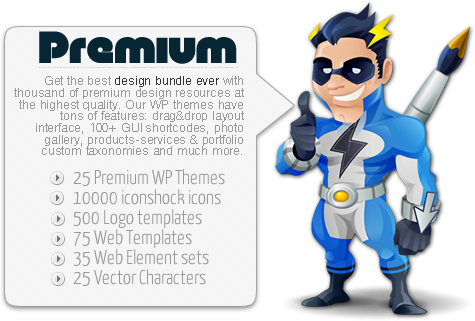 Premium
Get the best design bundle ever with
thousand of premium design resources at
the highest quality. Our WP themes have
tons of features: drag&drop layout
interface, 100+ GUI shortcodes, photo
gallery, products-services & portfolio
custom taxonomies and much more.
25 Premium WP Themes
10000 iconshock icons
500 Logo templates
75 Web Templates
35 Web Element sets
25 Vector Characters